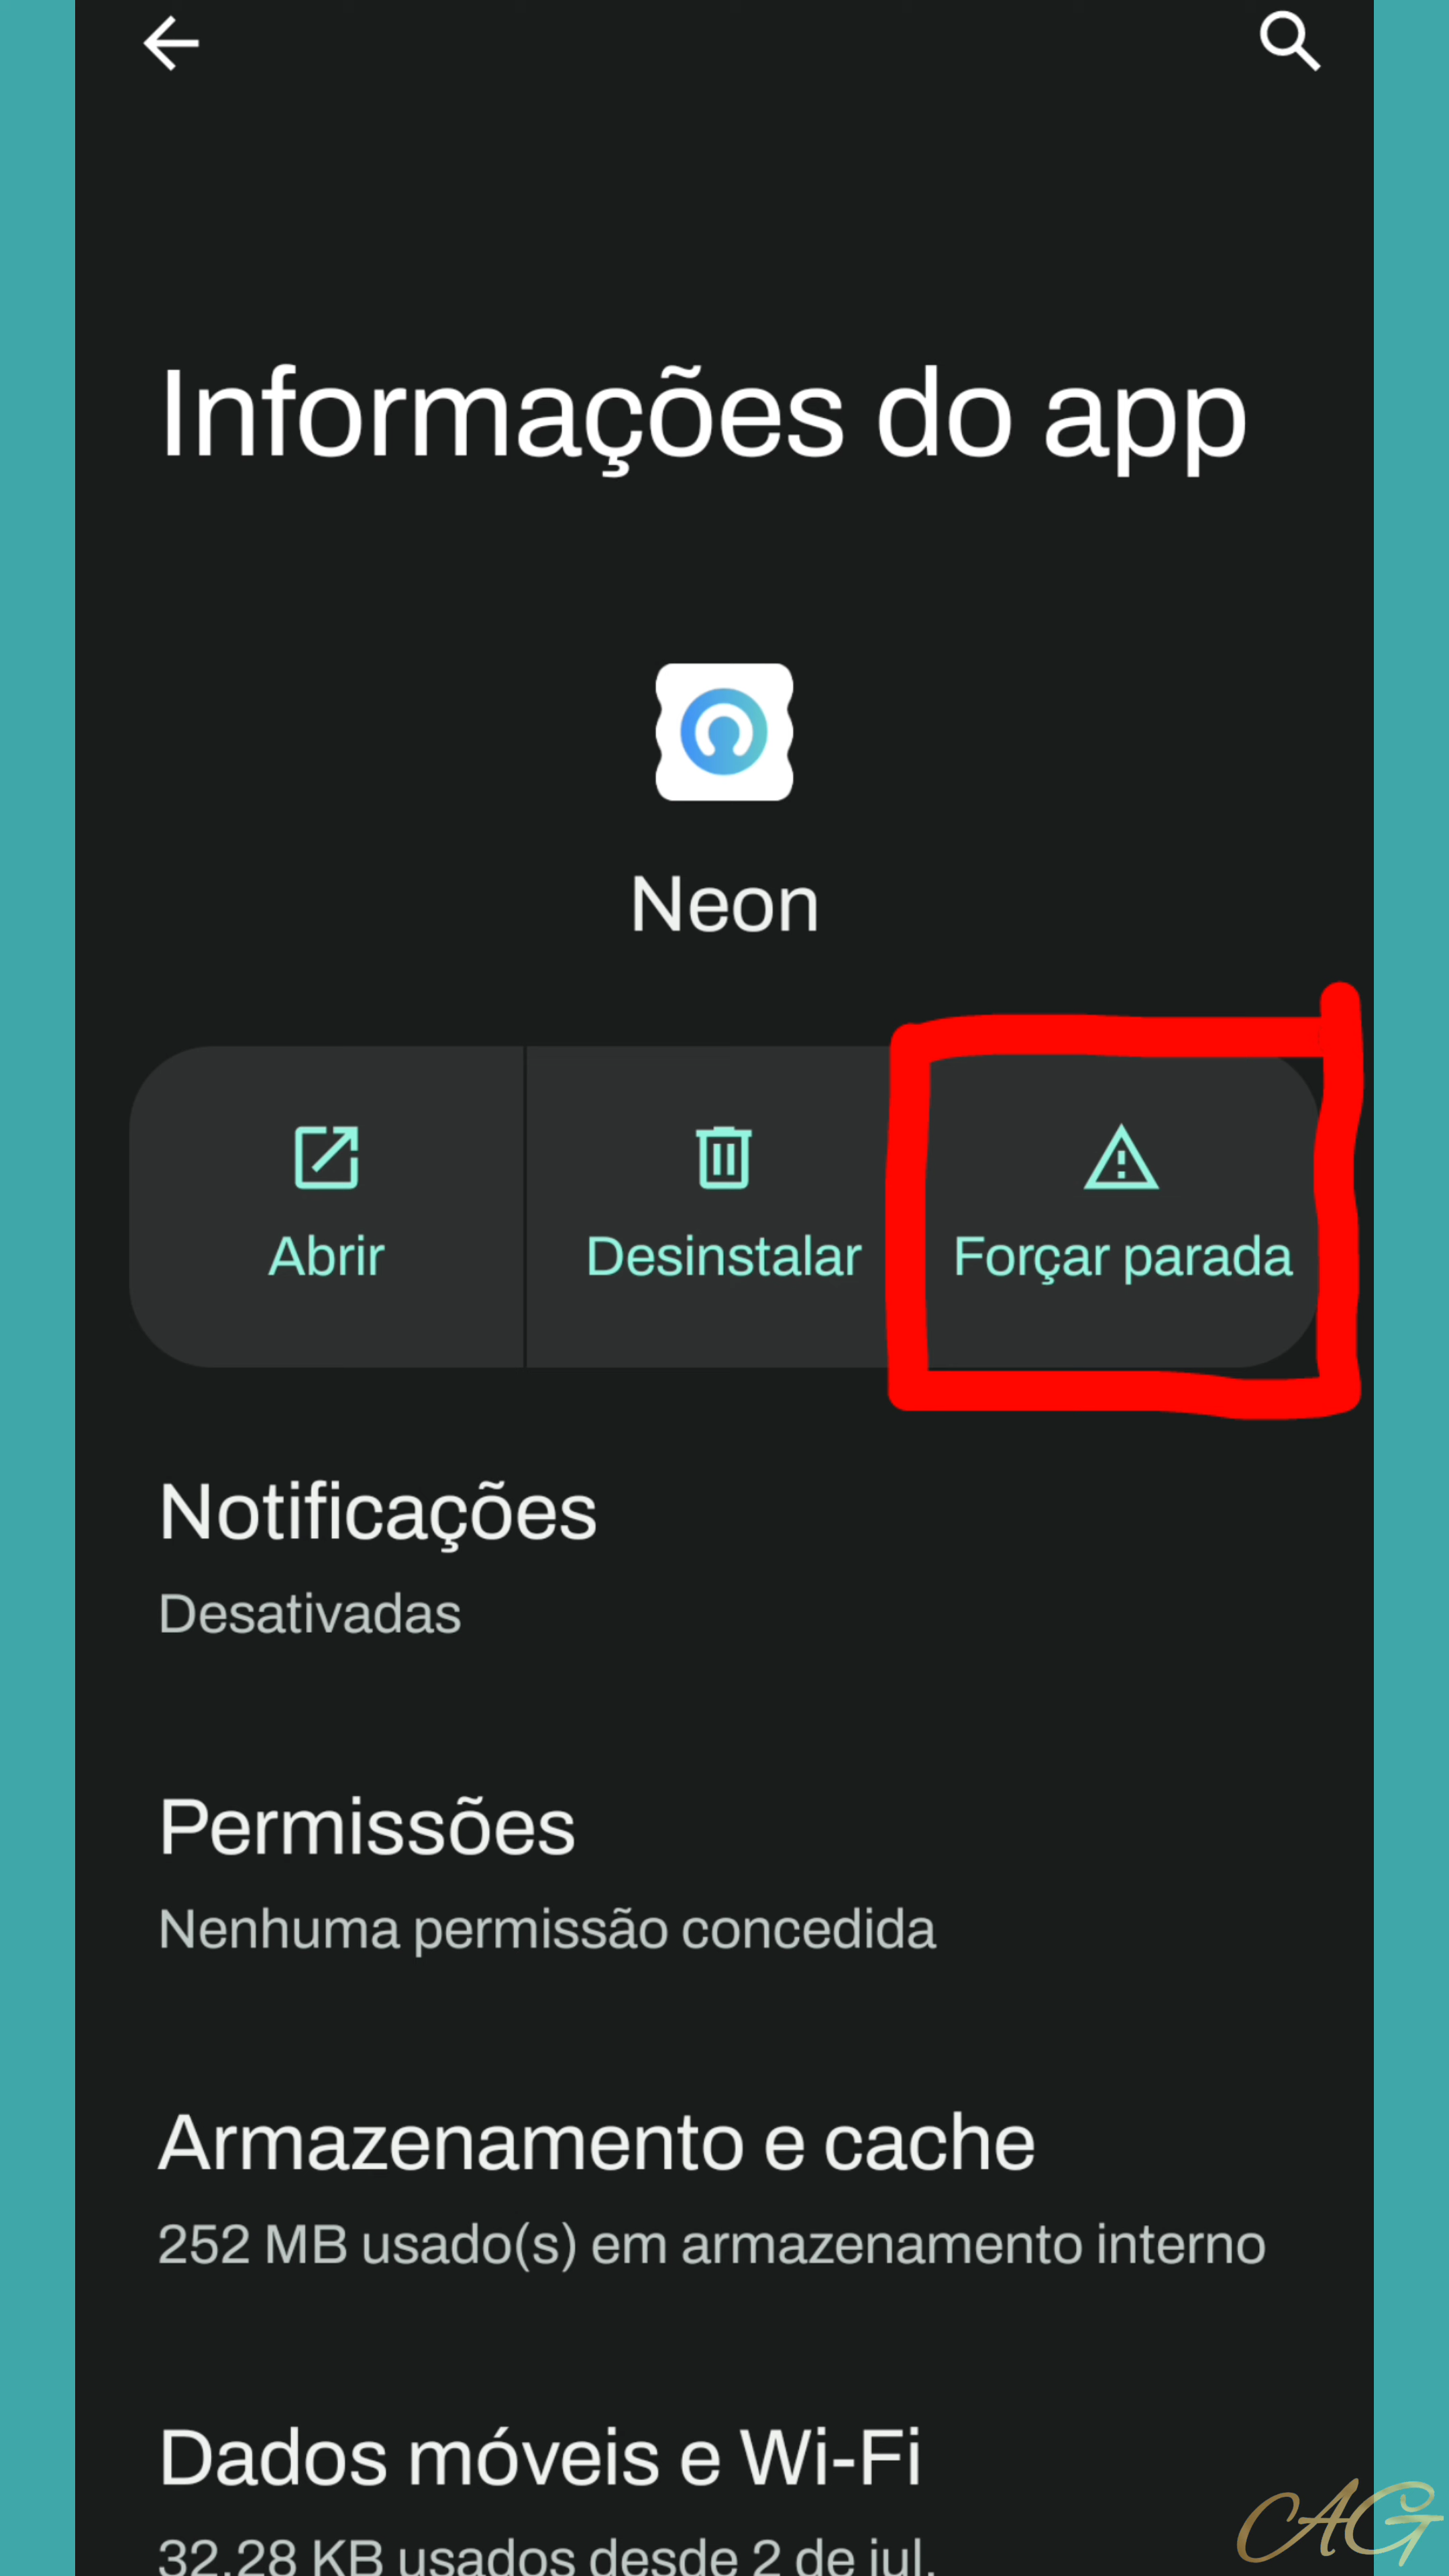 Informações do app
Neon
Abrir
Desinstalar
Forçar parada
Notificações
Desativadas
Permissões
Nenhuma permissão concedida
Armazenamento e cache
252 MB usado(s) em armazenamento interno
Dados móveis e Wi-Fi
32,28 KB usados desde 2 de jul.
AG